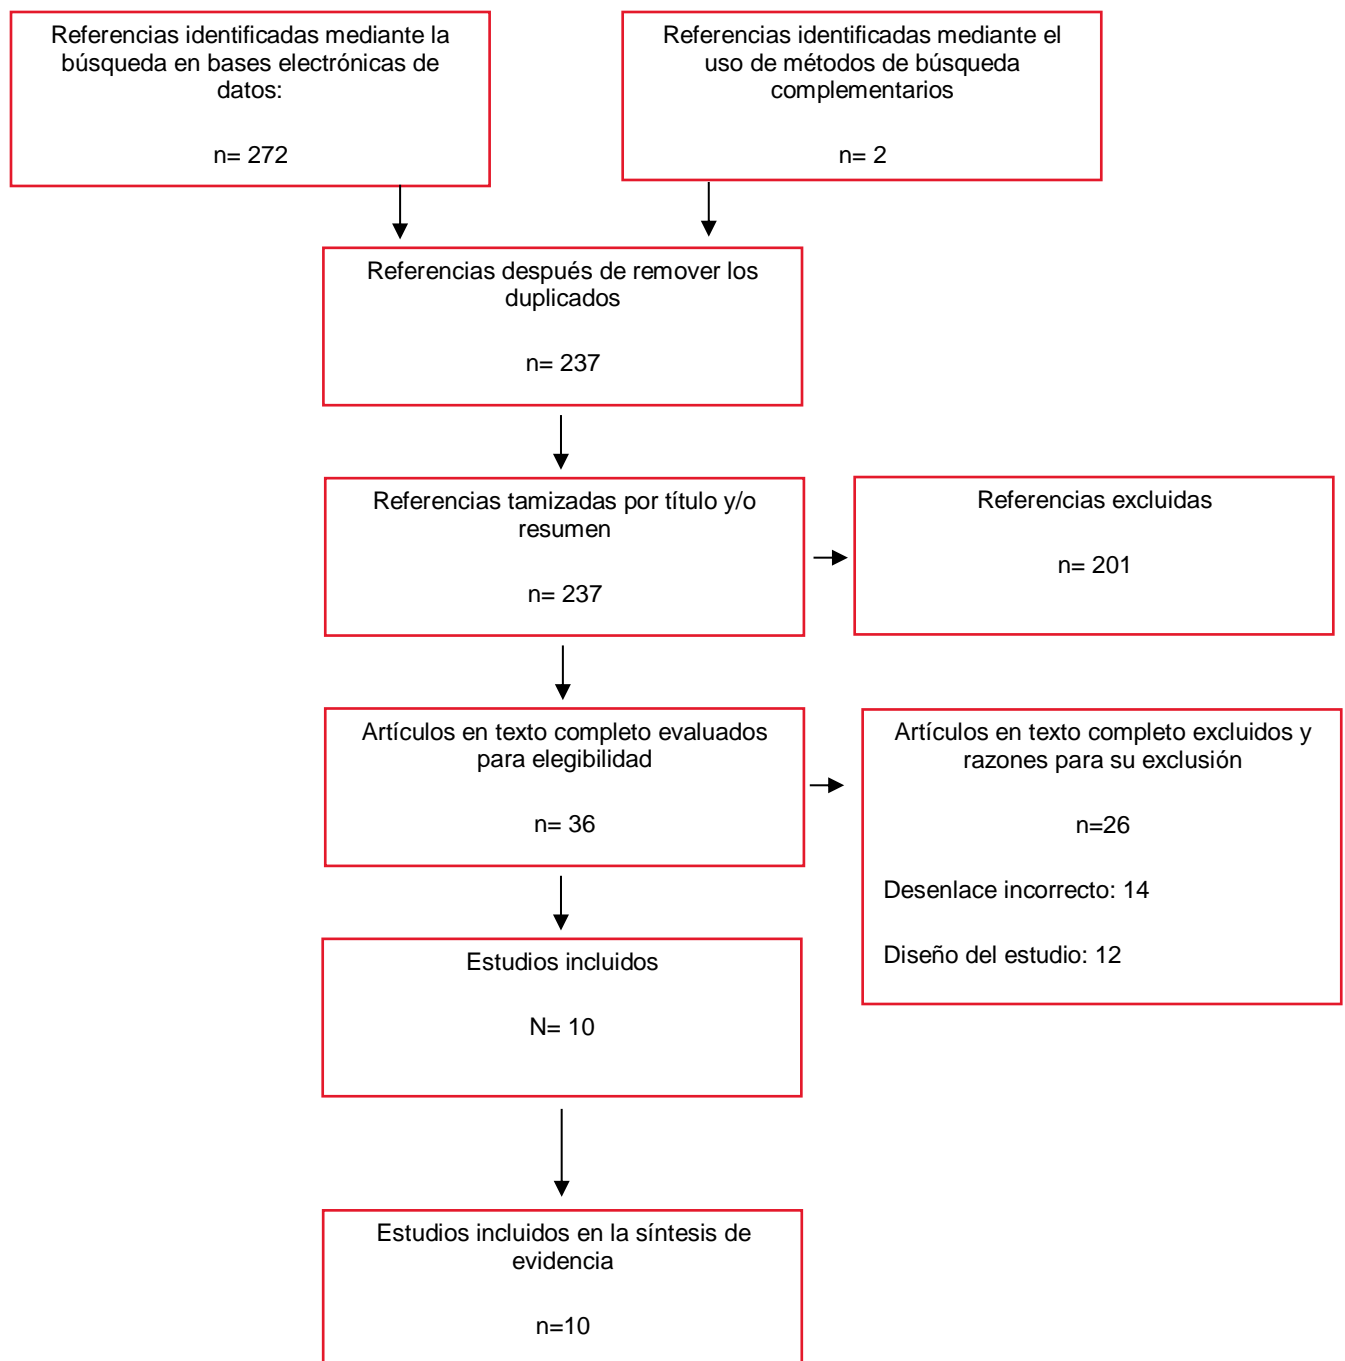 Referencias identificadas mediante la
búsqueda en bases electrónicas de
datos:
n= 272
Referencias identificadas mediante el
uso de métodos de búsqueda
complementarios
n= 2
Referencias después de remover los
duplicados
n= 237
Referencias tamizadas por título y/o
resumen
n= 237
Referencias excluidas
n= 201
Artículos en texto completo evaluados
para elegibilidad
n= 36
Artículos en texto completo excluidos y
razones para su exclusión
n=26
Desenlace incorrecto: 14
Diseño del estudio: 12
Estudios incluidos
N= 10
Estudios incluidos en la síntesis de
evidencia
n=10